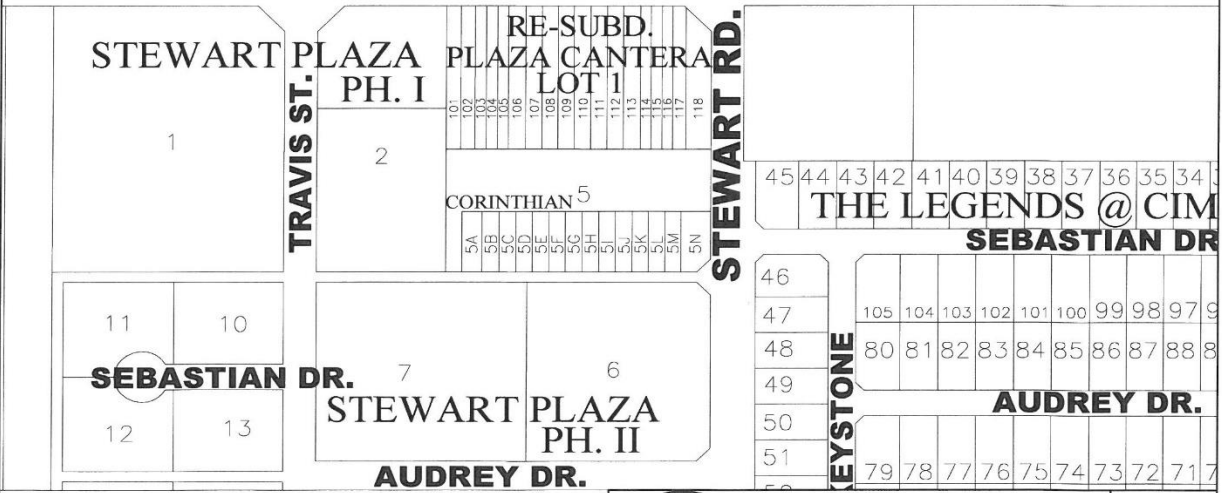 STEWART PLAZA
PH. I
RE-SUBD.
PLAZA CANTERA
LOT 1
101 102 103 104 105 106 107 108 109 110 111 112 113 114 115 116 117 118
TRAVIS ST.
STEWART RD.
1
2
CORINTHIAN 5
5A 5B 5C 5D 5E 5F 5G 5H 5I 5J 5K 5L 5M 5N
45 44 43 42 41 40 39 38 37 36 35 34
THE LEGENDS @ CIM
SEBASTIAN DR
11 10
SEBASTIAN DR.
12 13
7 6
STEWART PLAZA
PH. II
AUDREY DR.
46
47
48
49
50
51
KEYSTONE
105 104 103 102 101 100 99 98 97
80 81 82 83 84 85 86 87 88
AUDREY DR.
79 78 77 76 75 74 73 72 71